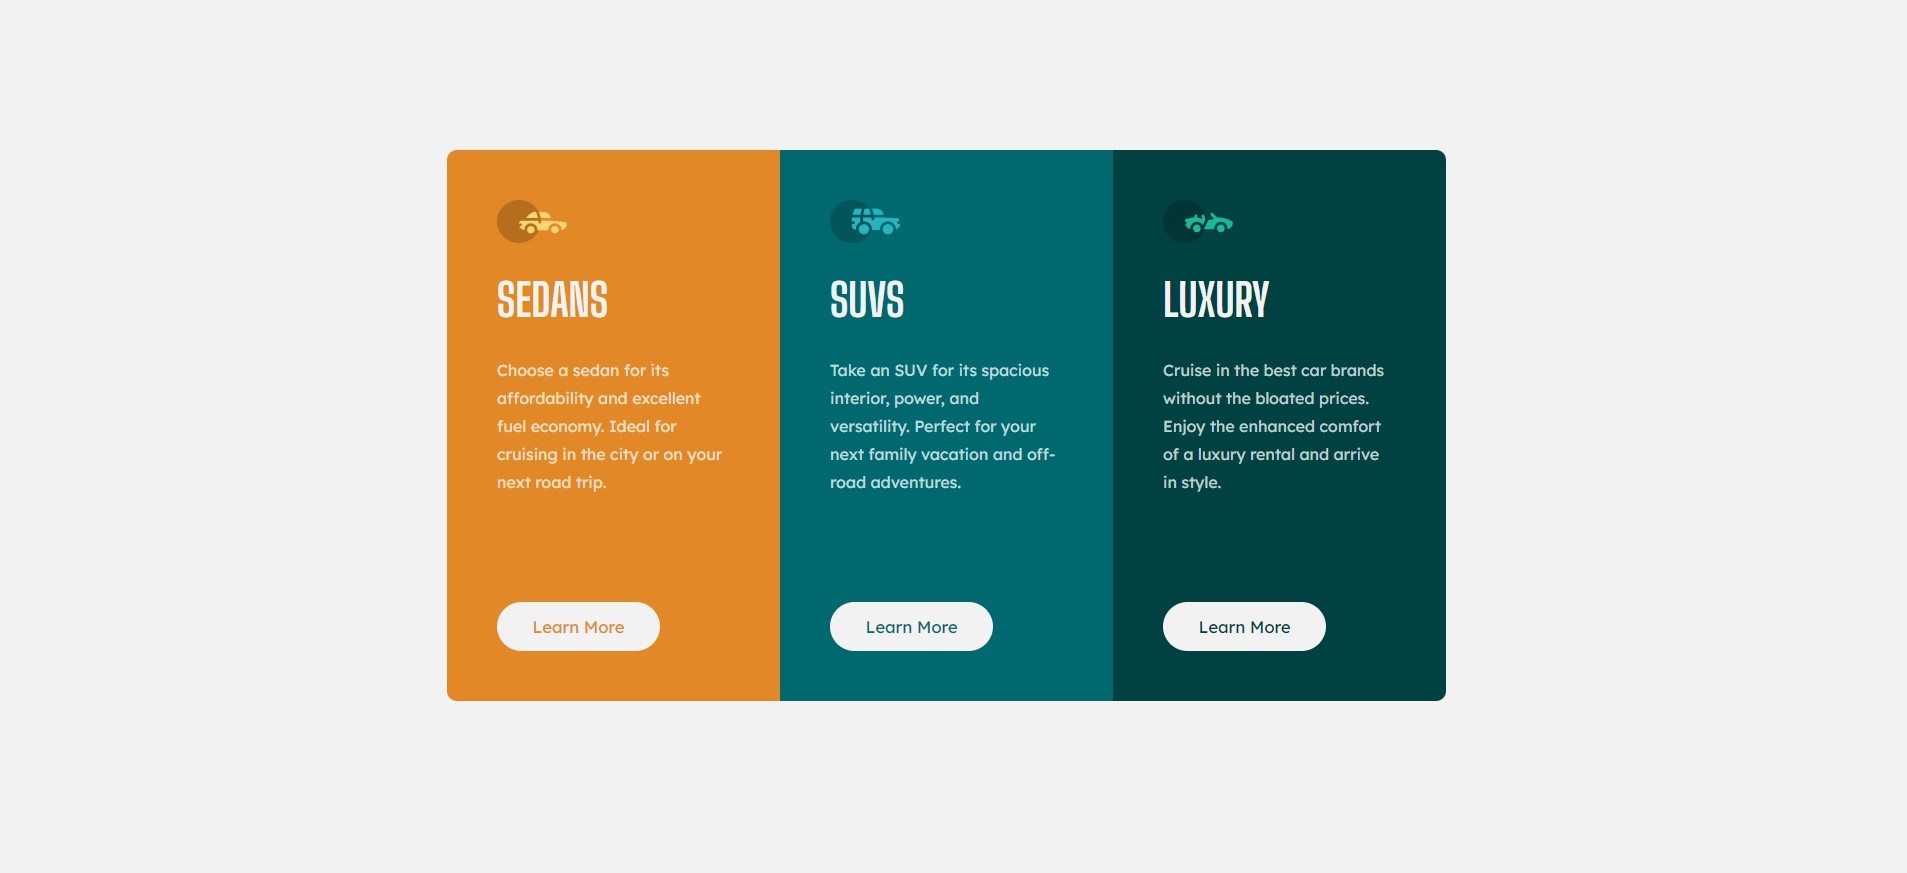 SEDANS
Choose a sedan for its
affordability and excellent
fuel economy. Ideal for
cruising in the city or on your
next road trip.
Learn More
SUVS
Take an SUV for its spacious
interior, power, and
versatility. Perfect for your
next family vacation and off-
road adventures.
Learn More
LUXURY
Cruise in the best car brands
without the bloated prices.
Enjoy the enhanced comfort
of a luxury rental and arrive
in style.
Learn More